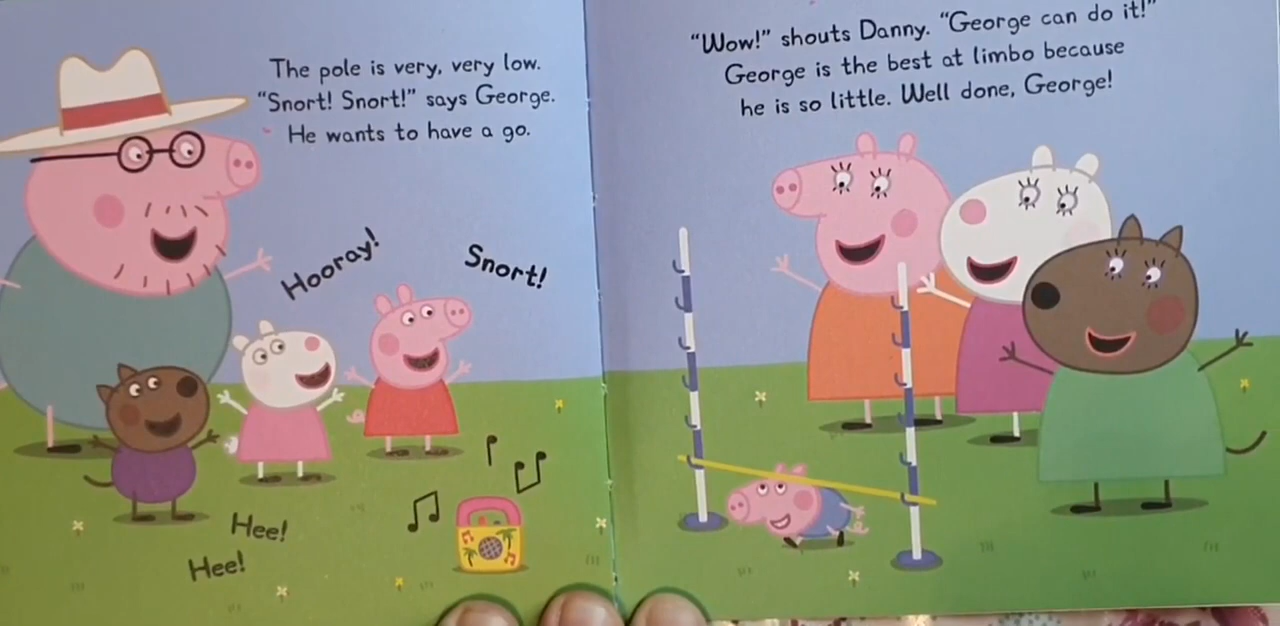 The pole is very, very low.
"Snort! Snort!" says George.
He wants to have a go.
Hooray!
Snort!
Hee!
Hee!
"Wow!" shouts Danny. "George can do it!"
George is the best at limbo because
he is so little. Well done, George!